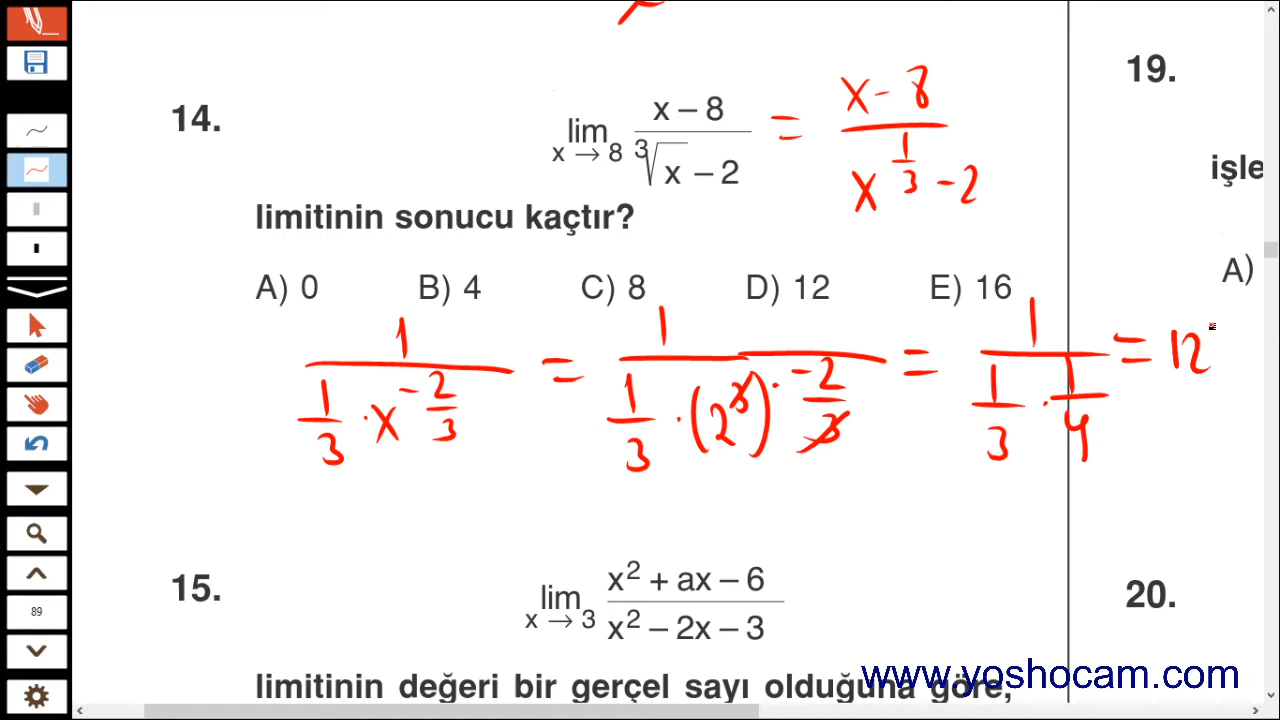 14.
lim x → 8 (x − 8)/(∛x − 2) = (x − 8)/(x^(1/3) − 2)
19.
işle
limitinin sonucu kaçtır?
A) 0 B) 4 C) 8 D) 12 E) 16
A)
1/(1/3 · x^(−2/3)) = 1/(1/3 · (2^3)^(· −2/3)) = 1/(1/3 · 1/4) = 12
15.
lim x → 3 (x² + ax − 6)/(x² − 2x − 3)
20.
89
limitinin değeri bir gerçel sayı olduğuna göre,
www.yoshocam.com